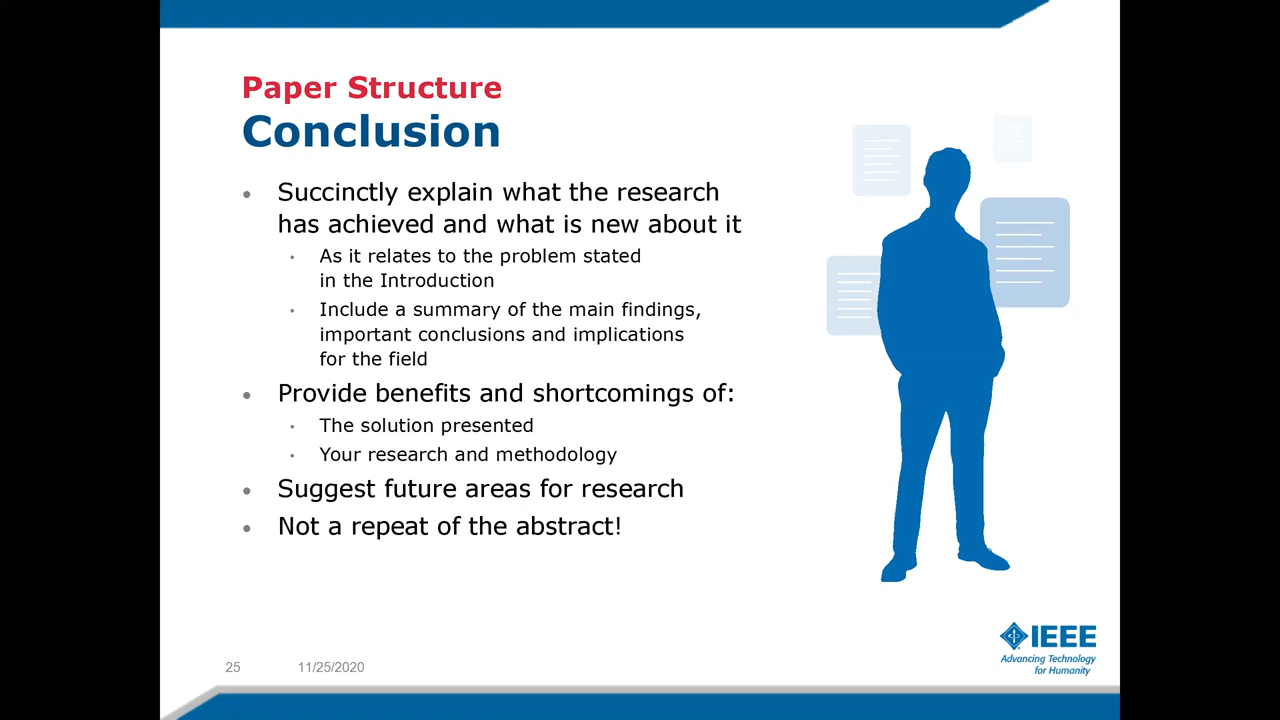 Paper Structure
Conclusion
• Succinctly explain what the research
has achieved and what is new about it
• As it relates to the problem stated
in the Introduction
• Include a summary of the main findings,
important conclusions and implications
for the field
• Provide benefits and shortcomings of:
• The solution presented
• Your research and methodology
• Suggest future areas for research
• Not a repeat of the abstract!
IEEE
Advancing Technology
for Humanity
25 11/25/2020